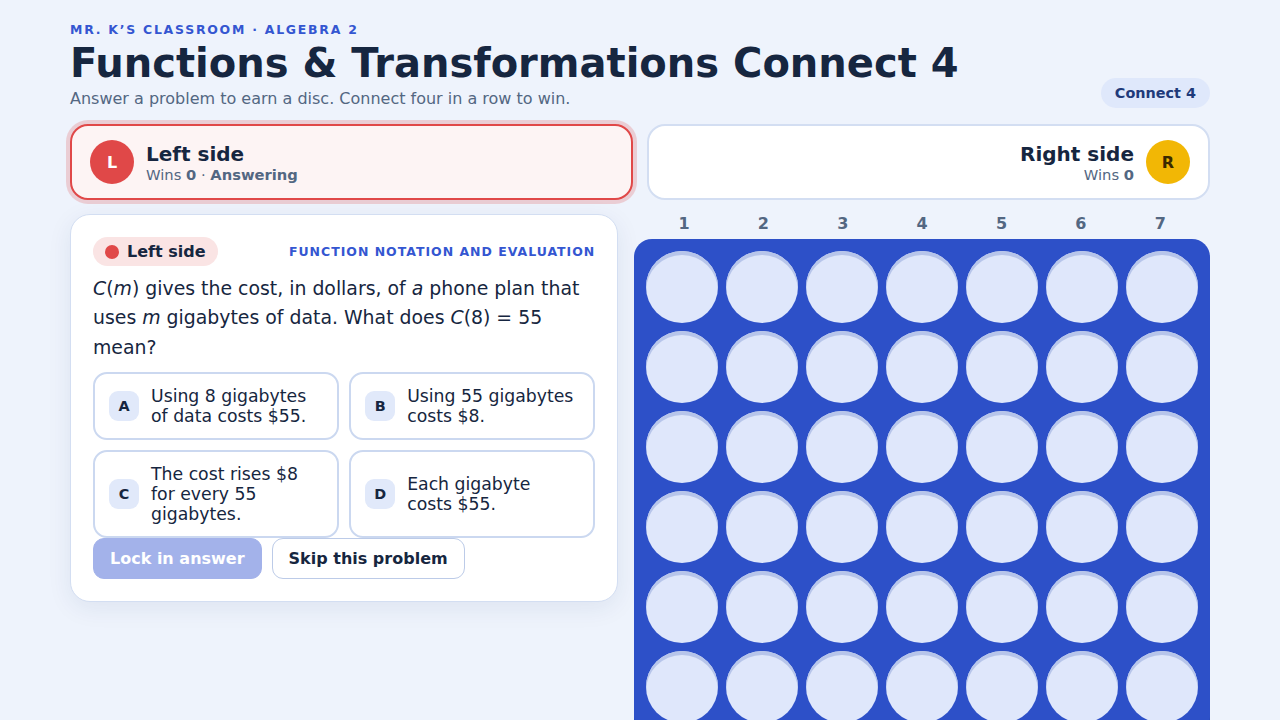 MR. K’S CLASSROOM · ALGEBRA 2
Functions & Transformations Connect 4
Answer a problem to earn a disc. Connect four in a row to win.
Connect 4
L
Left side
Wins 0 · Answering
Right side
Wins 0
R
Left side
FUNCTION NOTATION AND EVALUATION
C(m) gives the cost, in dollars, of a phone plan that
uses m gigabytes of data. What does C(8) = 55
mean?
A
Using 8 gigabytes
of data costs $55.
B
Using 55 gigabytes
costs $8.
C
The cost rises $8
for every 55
gigabytes.
D
Each gigabyte
costs $55.
Lock in answer
Skip this problem
1 2 3 4 5 6 7